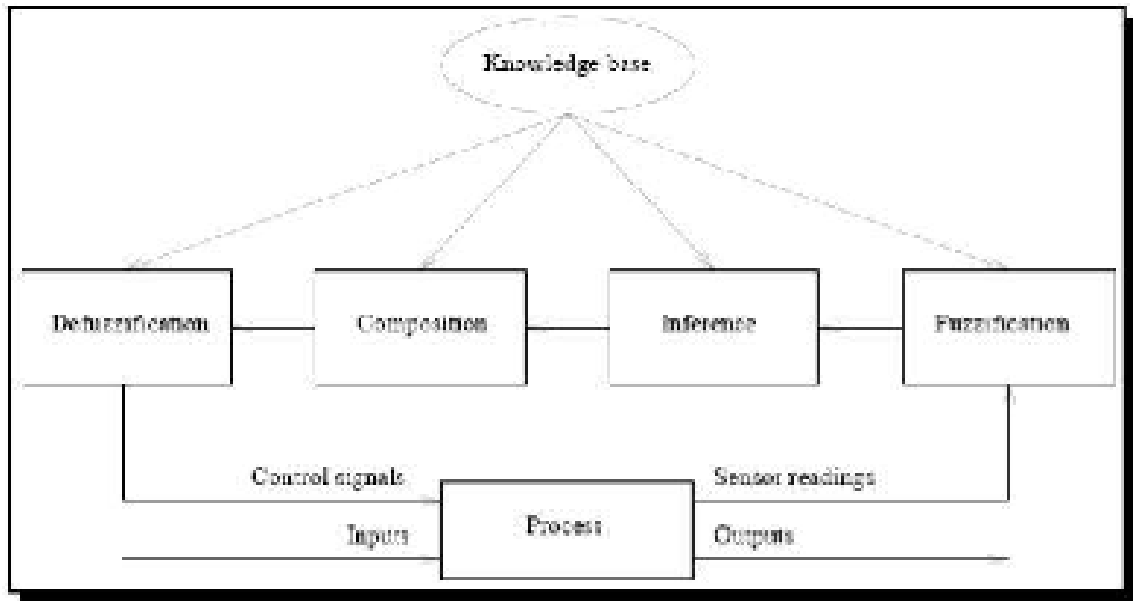 Knowledge base
Defuzzification
Composition
Inference
Fuzzification
Control signals
Sensor readings
Process
Inputs
Outputs